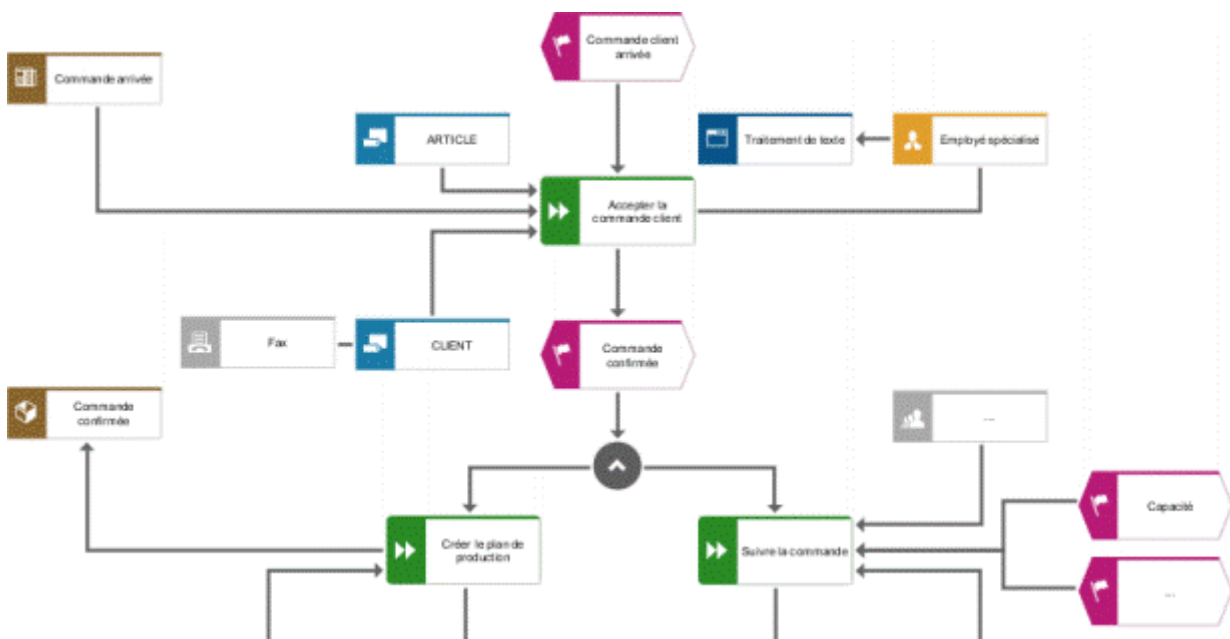 Commande client
arrivée
Commande arrivée
ARTICLE
Traitement de texte
Employé spécialisé
Accepter la
commande client
Fax
CLIENT
Commande
confirmée
Commande
confirmée
...
Créer le plan de
production
Suivre la commande
Capacité
...